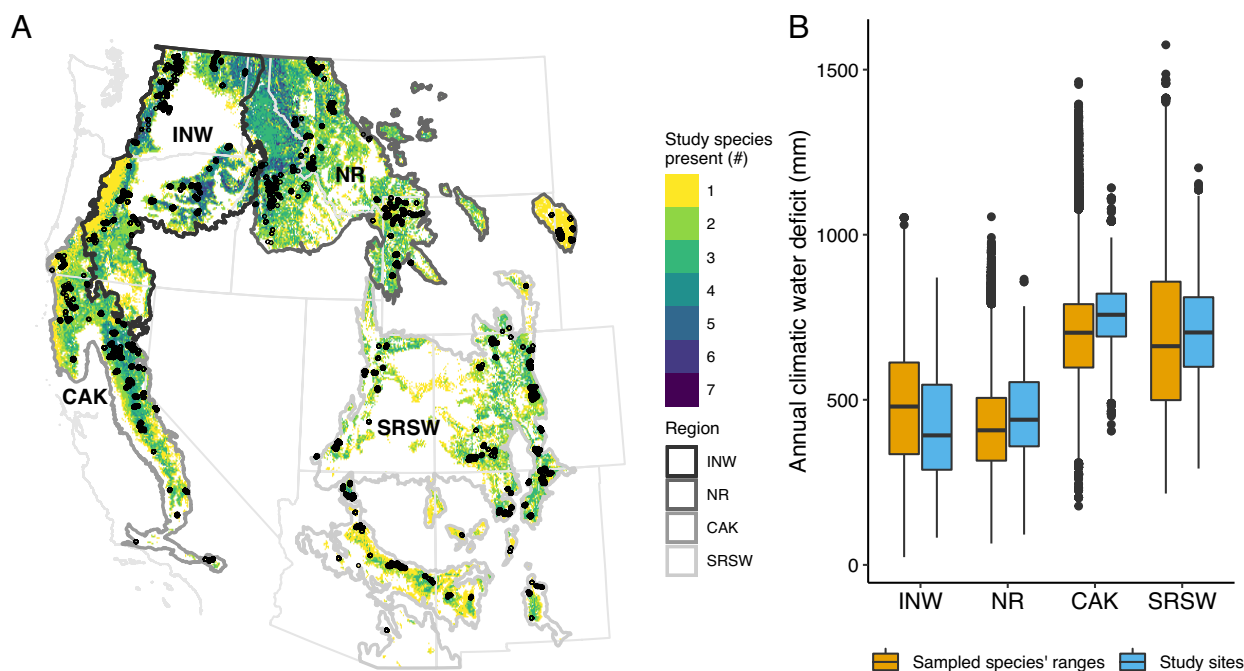 A
INW
NR
CAK
SRSW
Study species
present (#)
1
2
3
4
5
6
7
Region
INW
NR
CAK
SRSW
B
Annual climatic water deficit (mm)
1500
1000
500
0
INW
NR
CAK
SRSW
Sampled species' ranges
Study sites